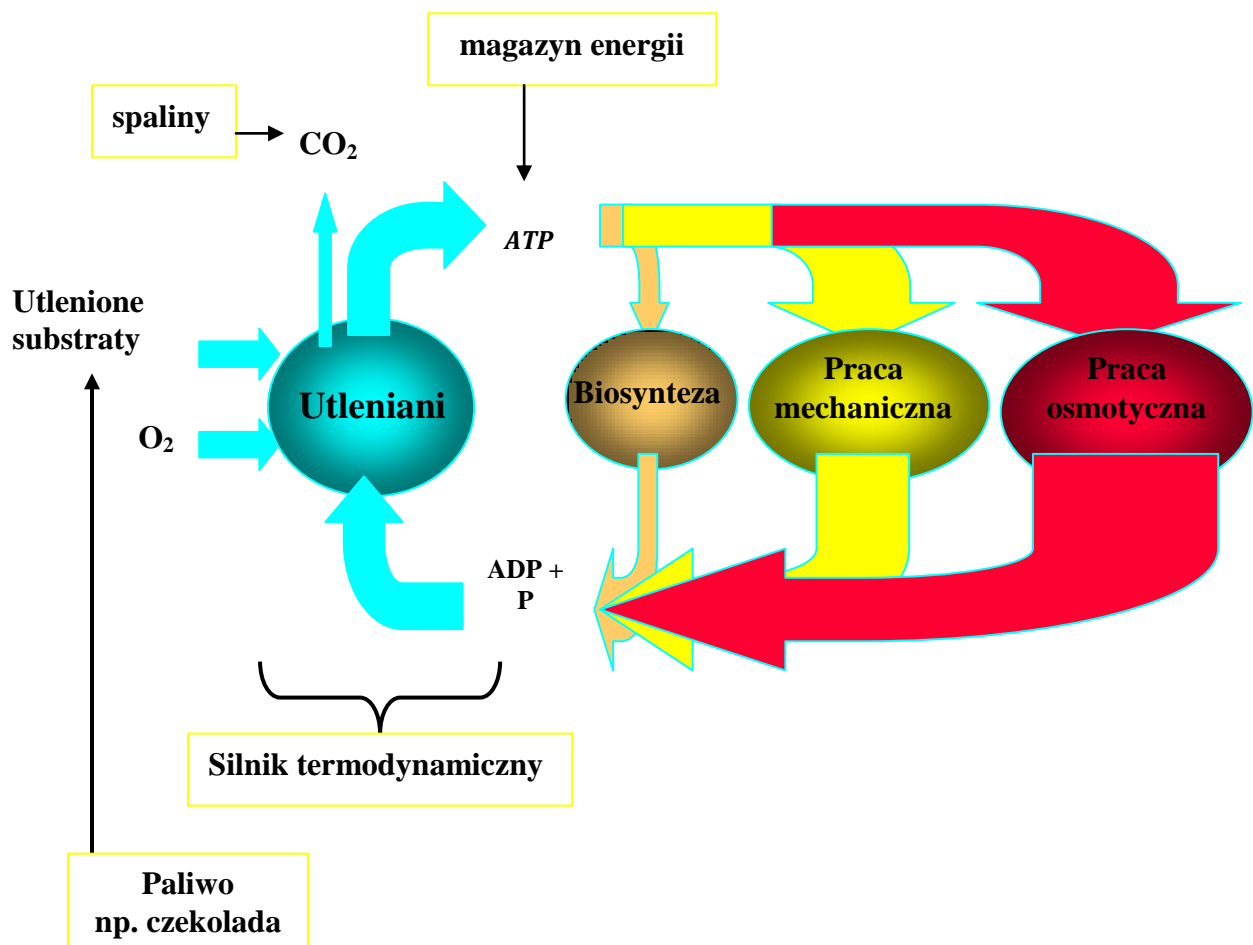 magazyn energii
spaliny
CO₂
ATP
Utlenione
substraty
O₂
Utleniani
Biosynteza
Praca
mechaniczna
Praca
osmotyczna
ADP +
P
Silnik termodynamiczny
Paliwo
np. czekolada